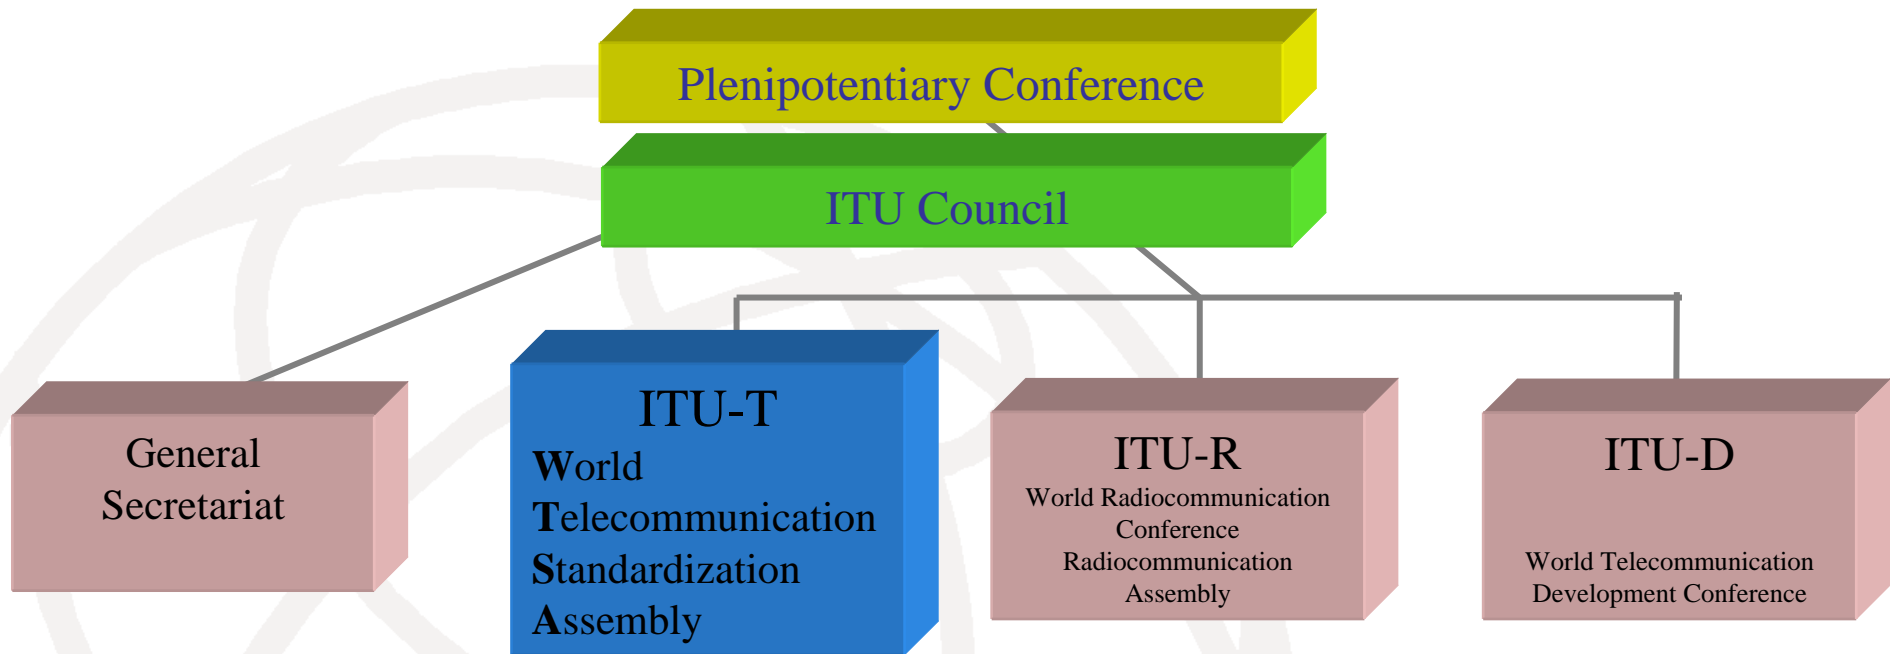 Plenipotentiary Conference
ITU Council
General
Secretariat
ITU-T
World
Telecommunication
Standardization
Assembly
ITU-R
World Radiocommunication
Conference
Radiocommunication
Assembly
ITU-D
World Telecommunication
Development Conference